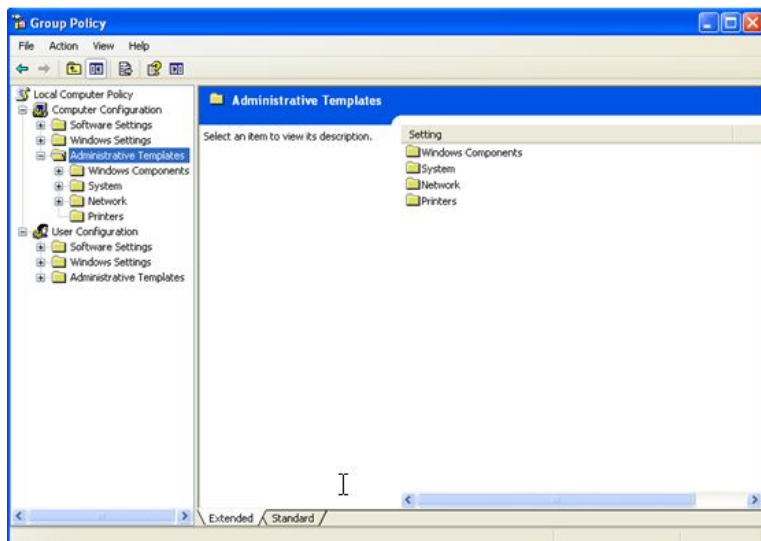 Group Policy
File Action View Help
Local Computer Policy
Computer Configuration
Software Settings
Windows Settings
Administrative Templates
Windows Components
System
Network
Printers
User Configuration
Software Settings
Windows Settings
Administrative Templates
Administrative Templates
Select an item to view its description.
Setting
Windows Components
System
Network
Printers
Extended Standard